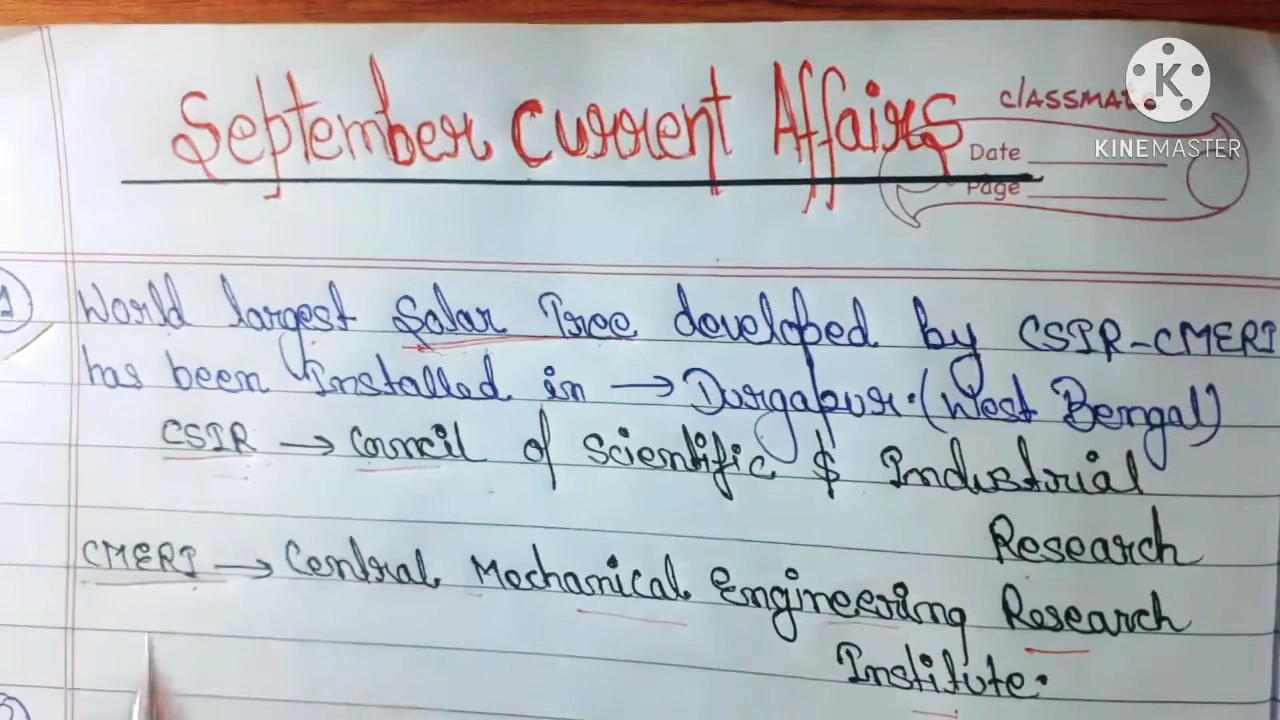 September Current Affairs
classmate
Date
Page
KINEMASTER
1 World largest Solar Tree developed by CSIR-CMERI
has been Installed in → Durgapur. (West Bengal)
CSIR → Council of Scientific & Industrial
Research
CMERI → Central Mechanical Engineering Research
Institute.